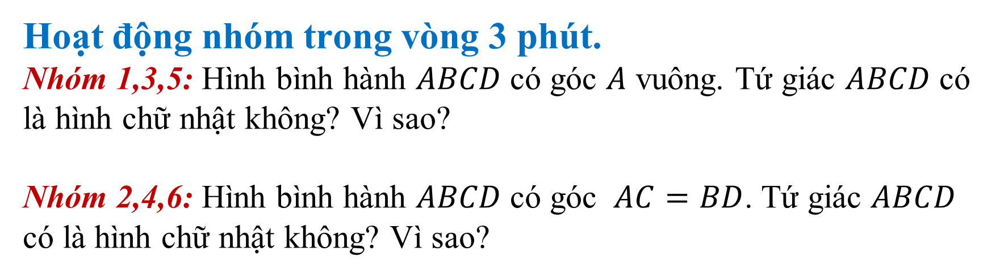 Hoạt động nhóm trong vòng 3 phút.
Nhóm 1,3,5: Hình bình hành ABCD có góc A vuông. Tứ giác ABCD có
là hình chữ nhật không? Vì sao?
Nhóm 2,4,6: Hình bình hành ABCD có góc AC = BD. Tứ giác ABCD
có là hình chữ nhật không? Vì sao?